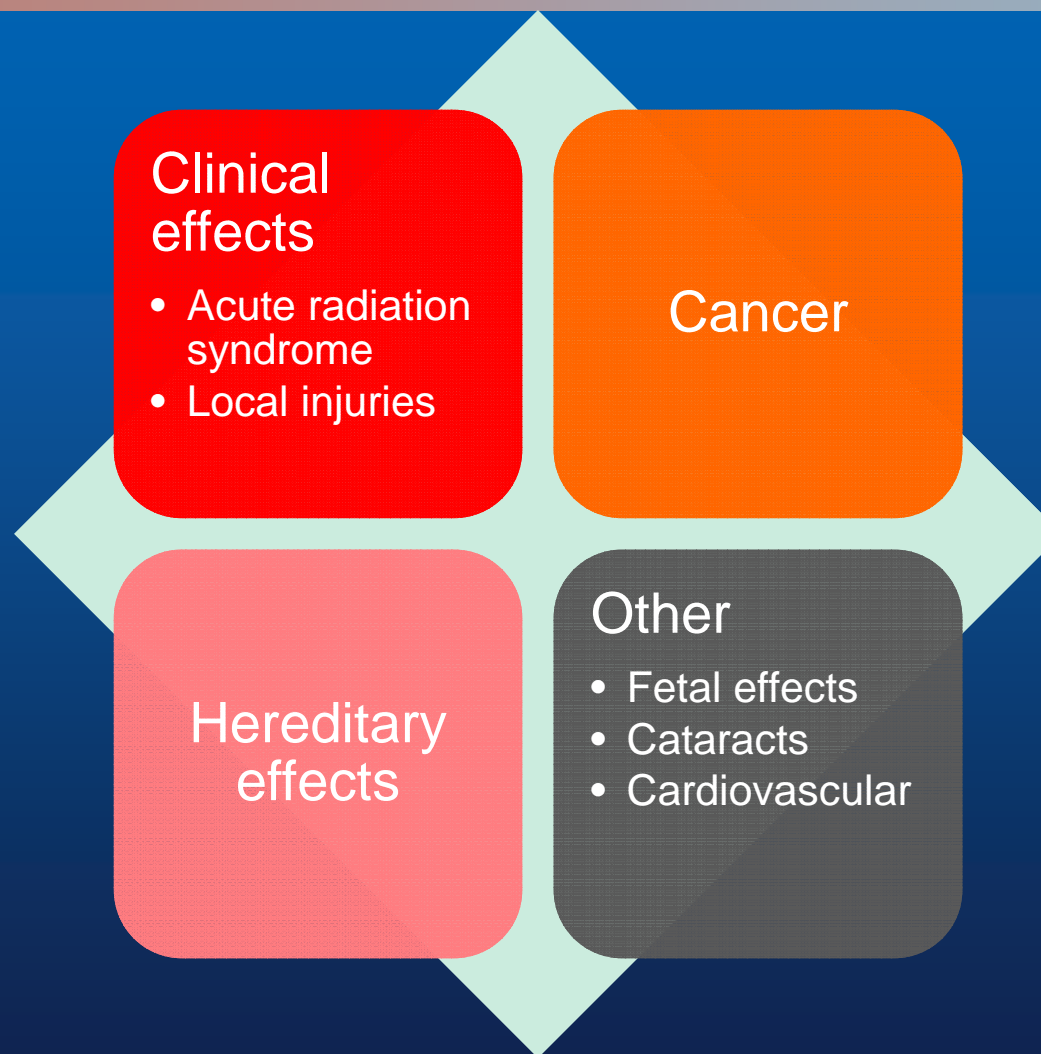 Clinical
effects
• Acute radiation
syndrome
• Local injuries
Cancer
Hereditary
effects
Other
• Fetal effects
• Cataracts
• Cardiovascular